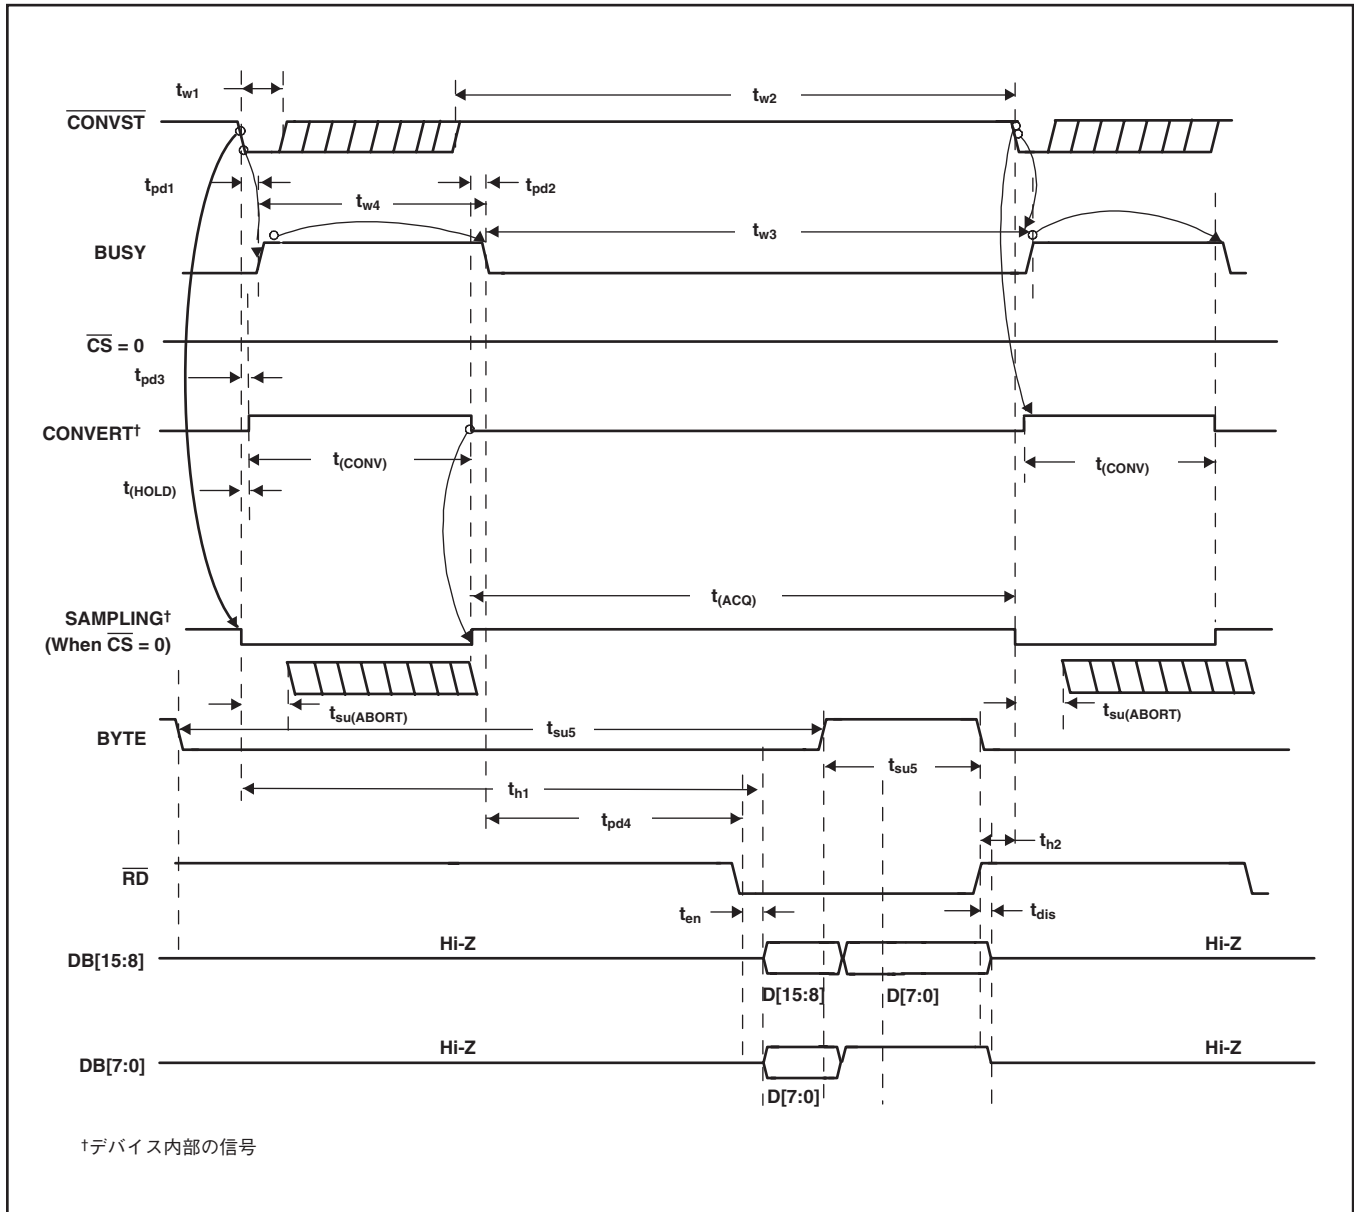 tw1
tw2
CONVST
tpd1
tpd2
tw4
tw3
BUSY
CS = 0
tpd3
CONVERT†
t(CONV)
t(CONV)
t(HOLD)
t(ACQ)
SAMPLING†
(When CS = 0)
tsu(ABORT)
tsu(ABORT)
BYTE
tsu5
tsu5
th1
tpd4
th2
RD
ten
tdis
Hi-Z
Hi-Z
DB[15:8]
D[15:8]
D[7:0]
Hi-Z
Hi-Z
DB[7:0]
D[7:0]
†デバイス内部の信号